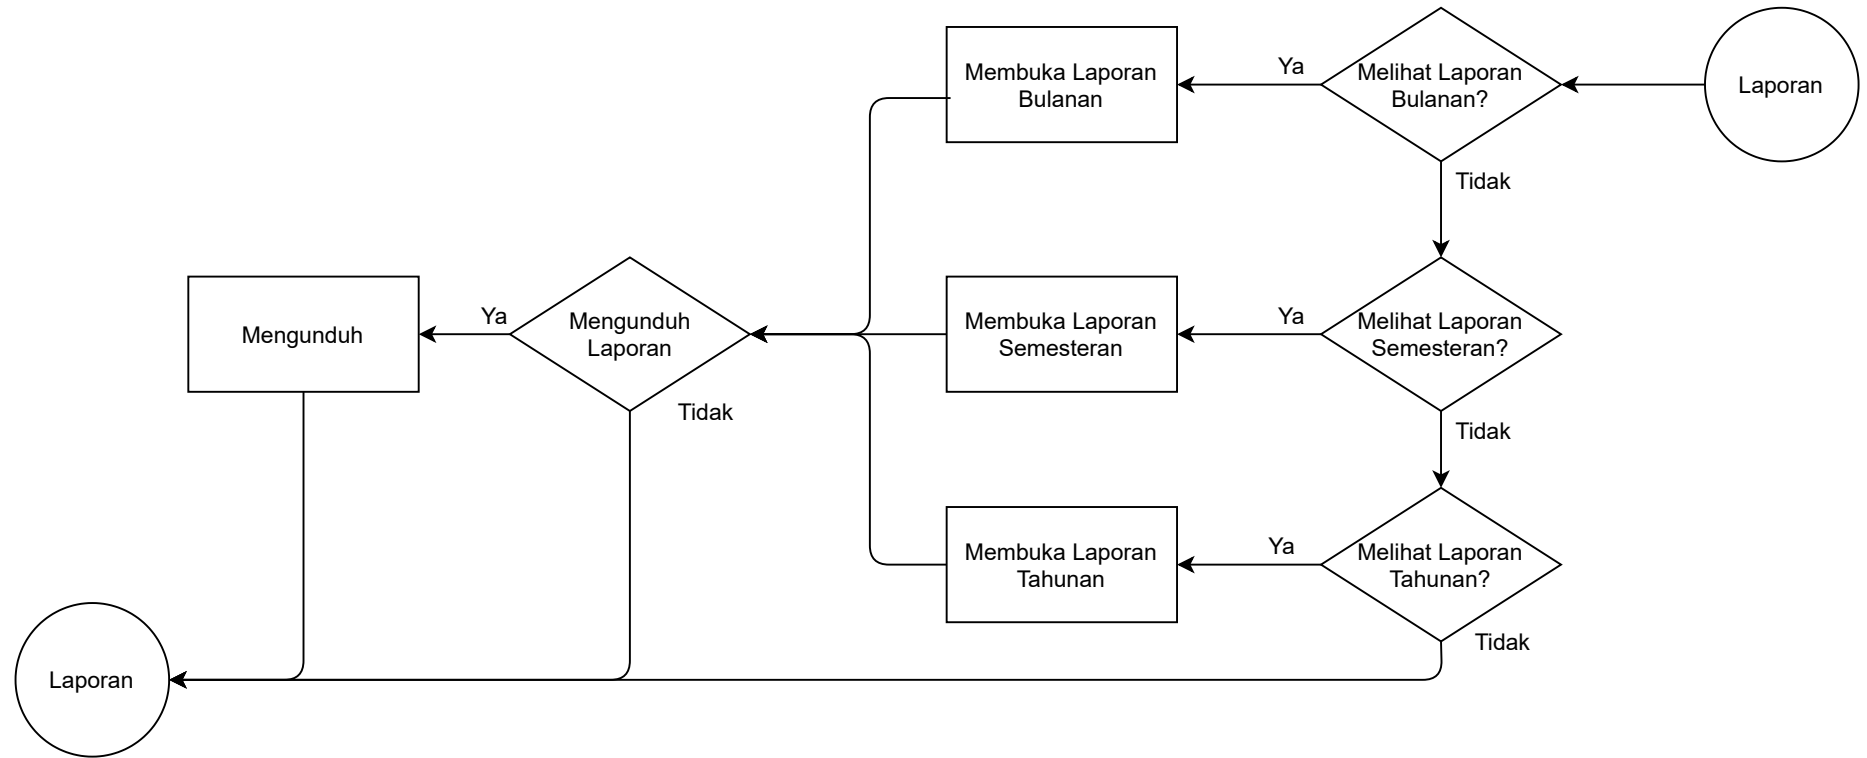 Laporan
Melihat Laporan
Bulanan?
Ya
Membuka Laporan
Bulanan
Tidak
Melihat Laporan
Semesteran?
Ya
Membuka Laporan
Semesteran
Tidak
Melihat Laporan
Tahunan?
Ya
Membuka Laporan
Tahunan
Tidak
Mengunduh
Laporan
Ya
Mengunduh
Tidak
Laporan